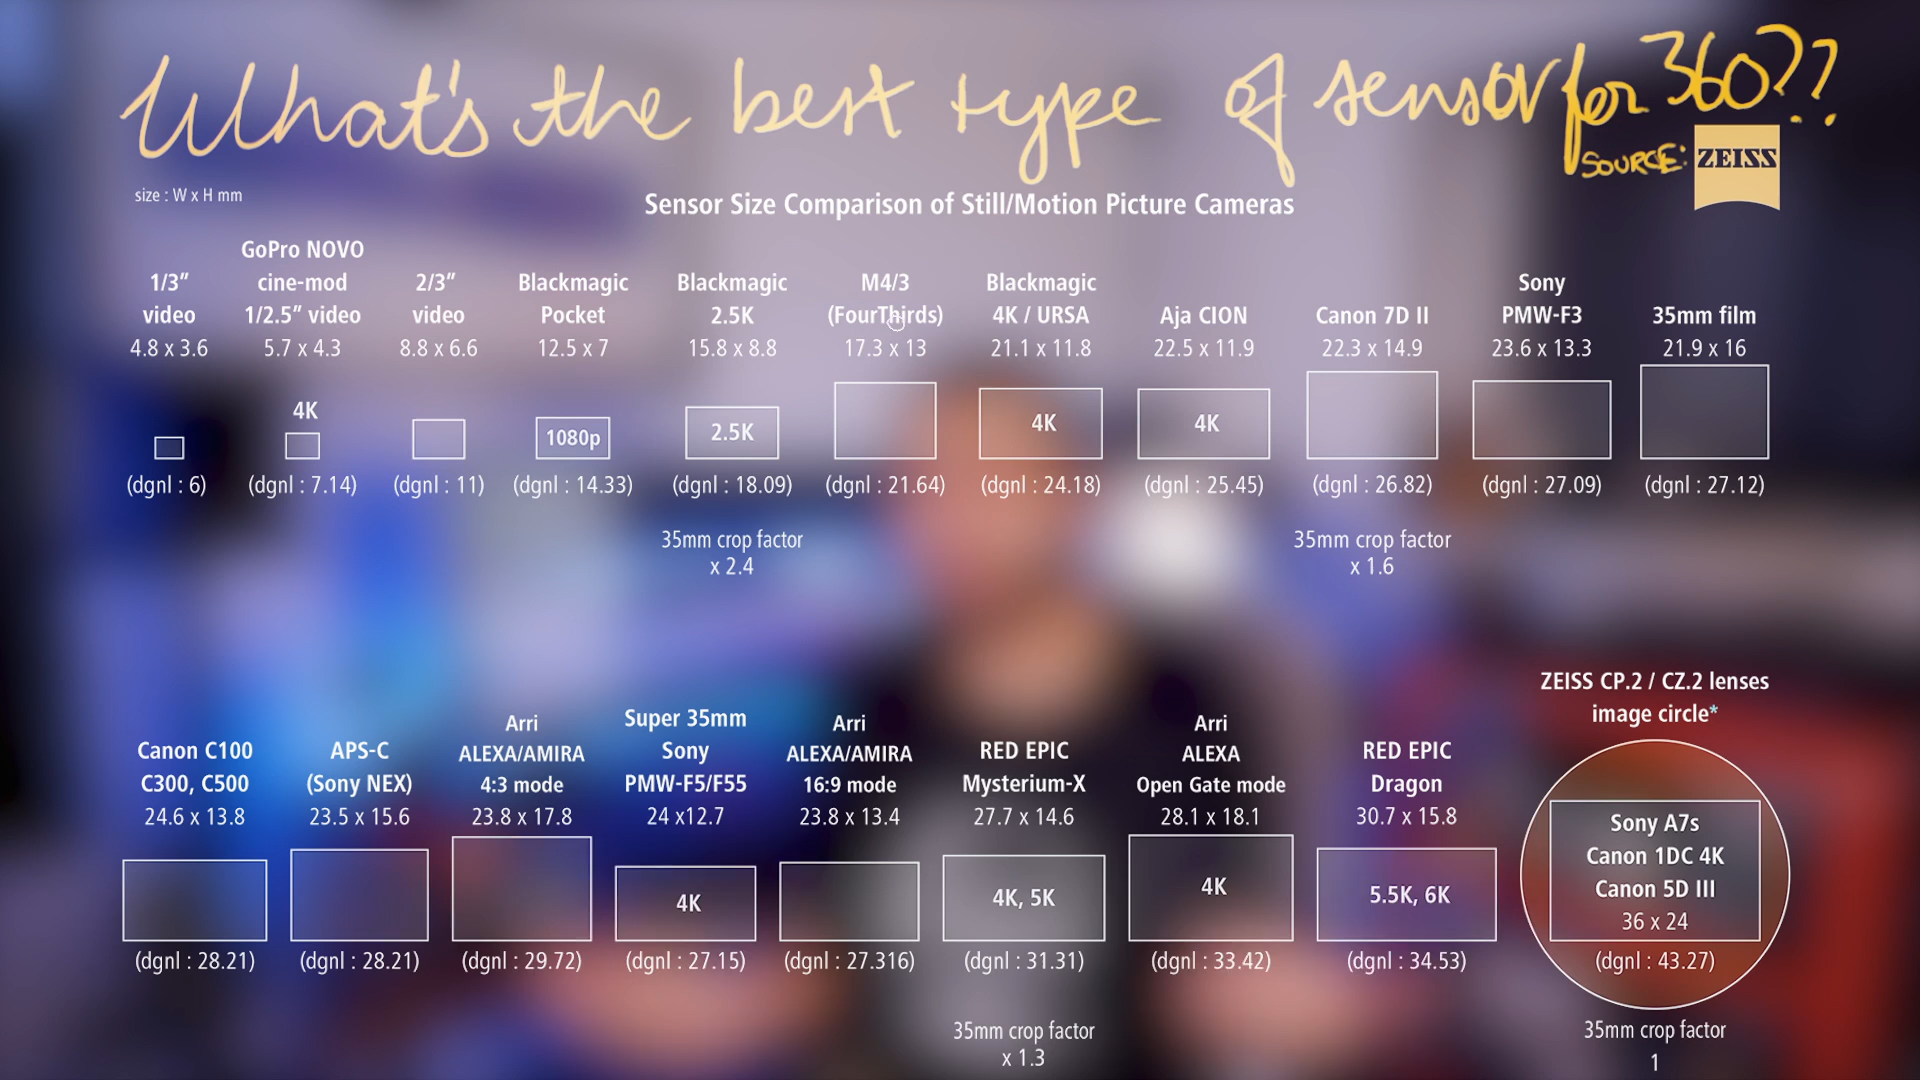 What's the best type of sensor for 360??
SOURCE: ZEISS
size : W x H mm
Sensor Size Comparison of Still/Motion Picture Cameras
1/3” video
4.8 x 3.6
(dgnl : 6)
GoPro NOVO
cine-mod
1/2.5” video
5.7 x 4.3
4K
(dgnl : 7.14)
2/3”
video
8.8 x 6.6
(dgnl : 11)
Blackmagic
Pocket
12.5 x 7
1080p
(dgnl : 14.33)
Blackmagic
2.5K
15.8 x 8.8
2.5K
(dgnl : 18.09)
35mm crop factor
x 2.4
M4/3
(FourThirds)
17.3 x 13
(dgnl : 21.64)
Blackmagic
4K / URSA
21.1 x 11.8
4K
(dgnl : 24.18)
Aja CION
22.5 x 11.9
4K
(dgnl : 25.45)
Canon 7D II
22.3 x 14.9
(dgnl : 26.82)
35mm crop factor
x 1.6
Sony
PMW-F3
23.6 x 13.3
(dgnl : 27.09)
35mm film
21.9 x 16
(dgnl : 27.12)
Canon C100
C300, C500
24.6 x 13.8
(dgnl : 28.21)
APS-C
(Sony NEX)
23.5 x 15.6
(dgnl : 28.21)
Arri
ALEXA/AMIRA
4:3 mode
23.8 x 17.8
(dgnl : 29.72)
Super 35mm
Sony
PMW-F5/F55
24 x12.7
4K
(dgnl : 27.15)
Arri
ALEXA/AMIRA
16:9 mode
23.8 x 13.4
(dgnl : 27.316)
RED EPIC
Mysterium-X
27.7 x 14.6
4K, 5K
(dgnl : 31.31)
35mm crop factor
x 1.3
Arri
ALEXA
Open Gate mode
28.1 x 18.1
4K
(dgnl : 33.42)
RED EPIC
Dragon
30.7 x 15.8
5.5K, 6K
(dgnl : 34.53)
ZEISS CP.2 / CZ.2 lenses
image circle*
Sony A7s
Canon 1DC 4K
Canon 5D III
36 x 24
(dgnl : 43.27)
35mm crop factor
1